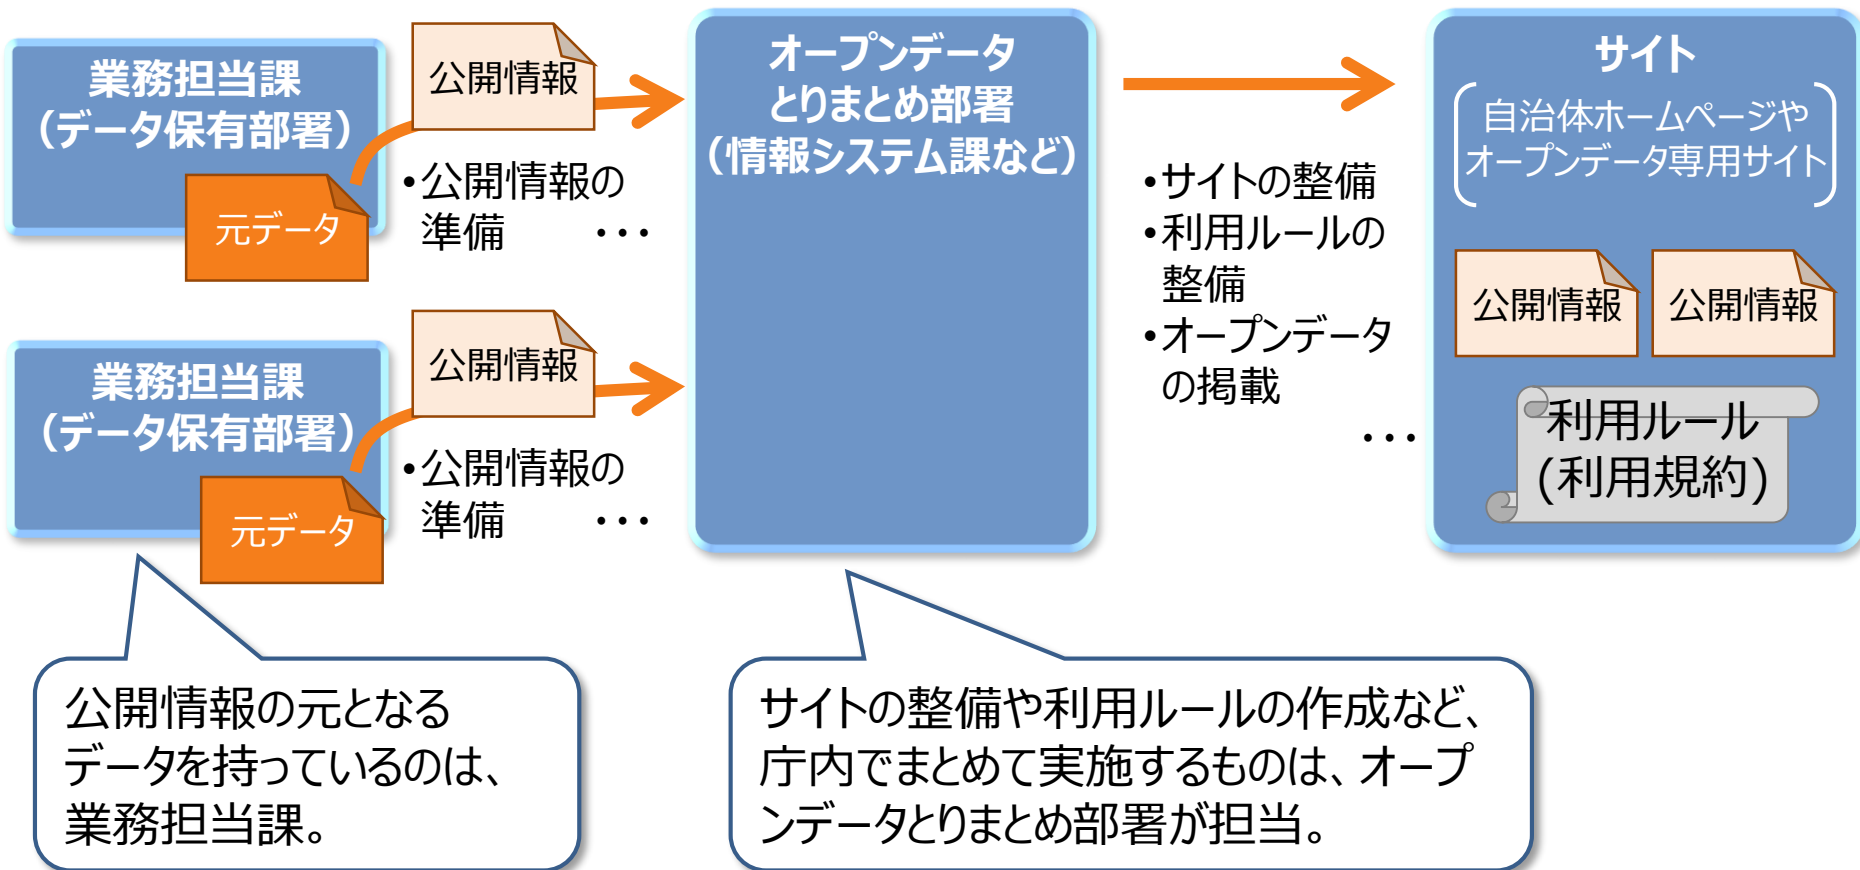 業務担当課
（データ保有部署）
元データ
公開情報
•公開情報の
準備　　・・・
業務担当課
（データ保有部署）
元データ
公開情報
•公開情報の
準備　　・・・
オープンデータ
とりまとめ部署
（情報システム課など）
•サイトの整備
•利用ルールの
整備
•オープンデータ
の掲載
・・・
サイト
自治体ホームページや
オープンデータ専用サイト
公開情報
公開情報
利用ルール
(利用規約)
公開情報の元となる
データを持っているのは、
業務担当課。
サイトの整備や利用ルールの作成など、
庁内でまとめて実施するものは、オープ
ンデータとりまとめ部署が担当。